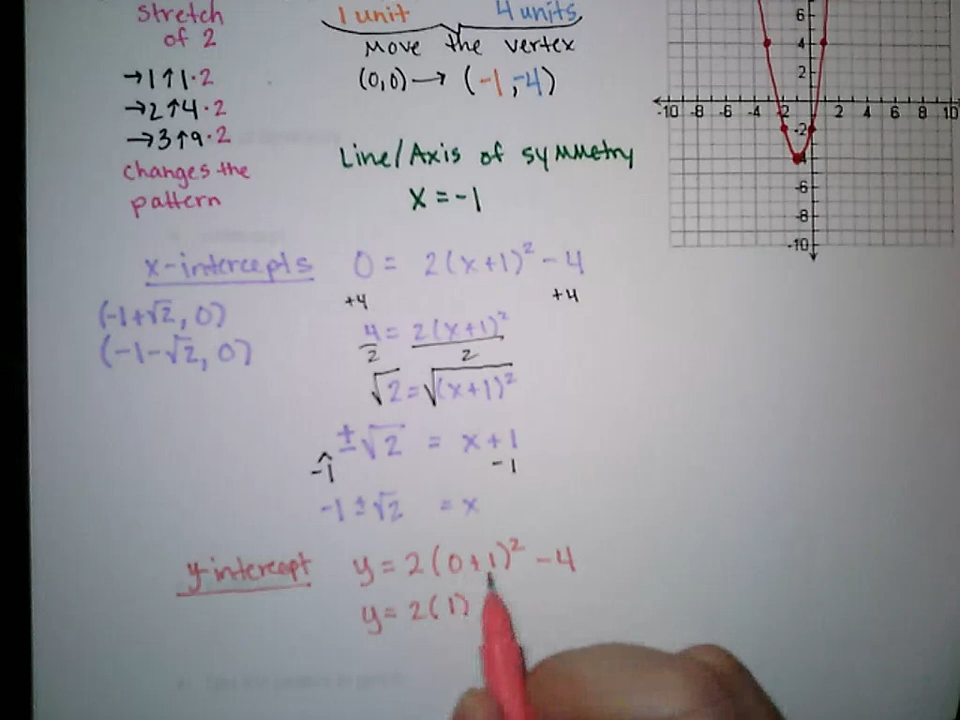 stretch
of 2
→1↑1·2
→2↑4·2
→3↑9·2
changes the
pattern
1 unit 4 units
Move the vertex
(0,0) → (-1,-4)
Line/Axis of symmetry
x = -1
6
4
2
-10 -8 -6 -4 -2 2 4 6 8 10
-2
-4
-6
-8
-10
x-intercepts
(-1+√2, 0)
(-1-√2, 0)
0 = 2(x+1)² - 4
+4 +4
4/2 = 2(x+1)²/2
√2 = √(x+1)²
±√2 = x+1
-1 -1
-1±√2 = x
y-intercept
y = 2(0+1)² - 4
y = 2(1)